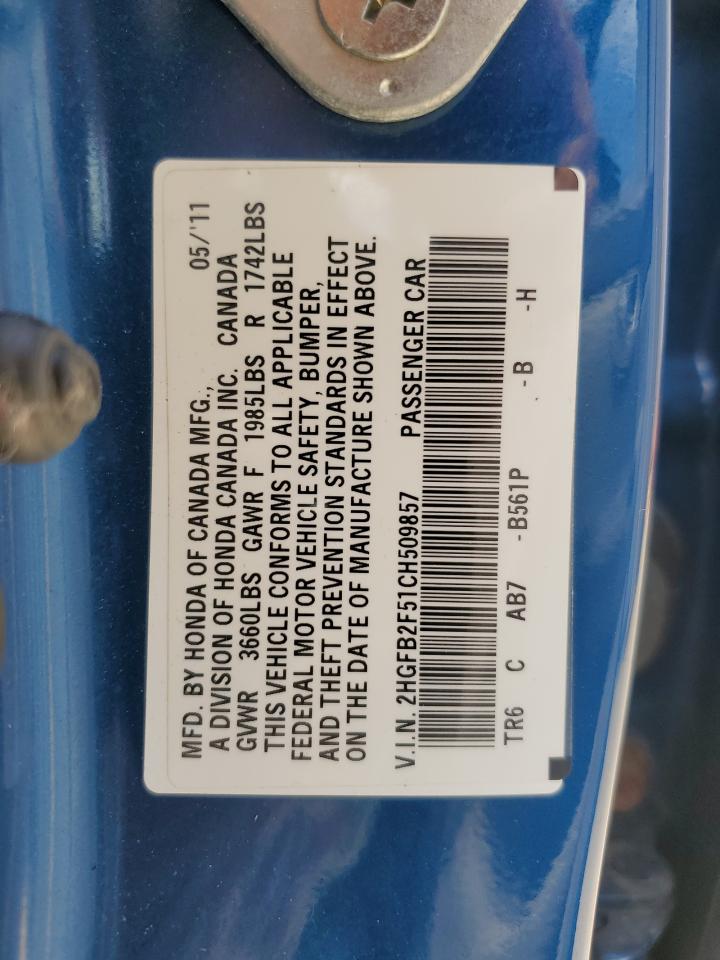 MFD. BY HONDA OF CANADA MFG., 05/'11
A DIVISION OF HONDA CANADA INC. CANADA
GVWR 3660LBS GAWR F 1985LBS R 1742LBS
THIS VEHICLE CONFORMS TO ALL APPLICABLE
FEDERAL MOTOR VEHICLE SAFETY, BUMPER,
AND THEFT PREVENTION STANDARDS IN EFFECT
ON THE DATE OF MANUFACTURE SHOWN ABOVE.
V.I.N. 2HGFB2F51CH509857 PASSENGER CAR
TR6 C AB7 -B561P -B -H